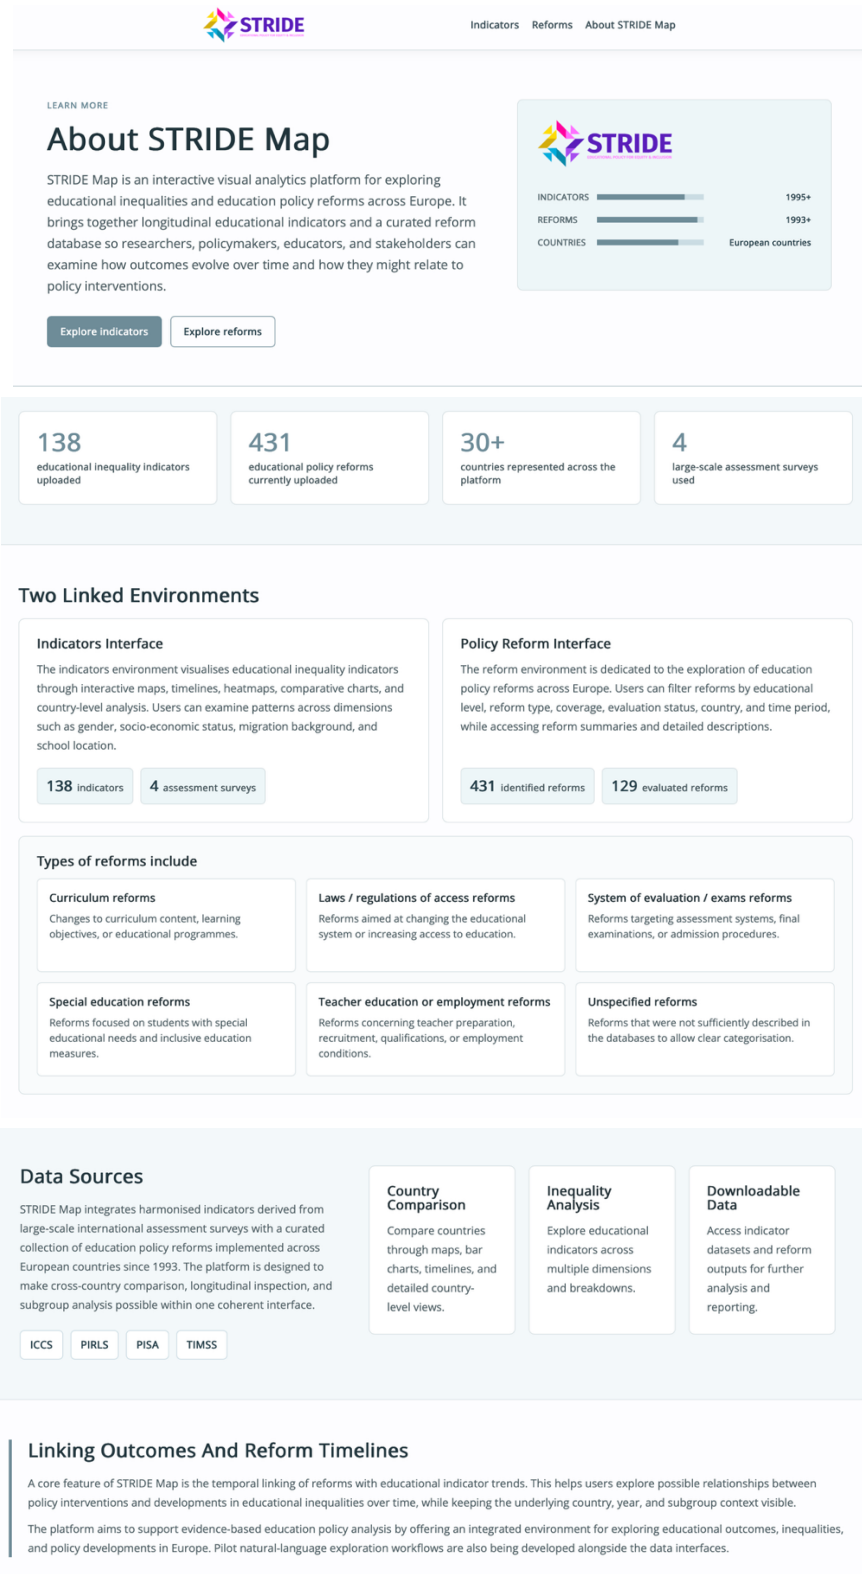 STRIDE
Indicators Reforms About STRIDE Map
LEARN MORE
About STRIDE Map
STRIDE Map is an interactive visual analytics platform for exploring
educational inequalities and education policy reforms across Europe. It
brings together longitudinal educational indicators and a curated reform
database so researchers, policymakers, educators, and stakeholders can
examine how outcomes evolve over time and how they might relate to
policy interventions.
Explore indicators Explore reforms
STRIDE
EDUCATIONAL POLICY FOR EQUITY & INCLUSION
INDICATORS 1995+
REFORMS 1993+
COUNTRIES European countries
138
educational inequality indicators
uploaded
431
educational policy reforms
currently uploaded
30+
countries represented across the
platform
4
large-scale assessment surveys
used
Two Linked Environments
Indicators Interface
The indicators environment visualises educational inequality indicators
through interactive maps, timelines, heatmaps, comparative charts, and
country-level analysis. Users can examine patterns across dimensions
such as gender, socio-economic status, migration background, and
school location.
138 indicators 4 assessment surveys
Policy Reform Interface
The reform environment is dedicated to the exploration of education
policy reforms across Europe. Users can filter reforms by educational
level, reform type, coverage, evaluation status, country, and time period,
while accessing reform summaries and detailed descriptions.
431 identified reforms 129 evaluated reforms
Types of reforms include
Curriculum reforms
Changes to curriculum content, learning
objectives, or educational programmes.
Laws / regulations of access reforms
Reforms aimed at changing the educational
system or increasing access to education.
System of evaluation / exams reforms
Reforms targeting assessment systems, final
examinations, or admission procedures.
Special education reforms
Reforms focused on students with special
educational needs and inclusive education
measures.
Teacher education or employment reforms
Reforms concerning teacher preparation,
recruitment, qualifications, or employment
conditions.
Unspecified reforms
Reforms that were not sufficiently described in
the databases to allow clear categorisation.
Data Sources
STRIDE Map integrates harmonised indicators derived from
large-scale international assessment surveys with a curated
collection of education policy reforms implemented across
European countries since 1993. The platform is designed to
make cross-country comparison, longitudinal inspection, and
subgroup analysis possible within one coherent interface.
ICCS PIRLS PISA TIMSS
Country
Comparison
Compare countries
through maps, bar
charts, timelines, and
detailed country-
level views.
Inequality
Analysis
Explore educational
indicators across
multiple dimensions
and breakdowns.
Downloadable
Data
Access indicator
datasets and reform
outputs for further
analysis and
reporting.
Linking Outcomes And Reform Timelines
A core feature of STRIDE Map is the temporal linking of reforms with educational indicator trends. This helps users explore possible relationships between
policy interventions and developments in educational inequalities over time, while keeping the underlying country, year, and subgroup context visible.
The platform aims to support evidence-based education policy analysis by offering an integrated environment for exploring educational outcomes, inequalities,
and policy developments in Europe. Pilot natural-language exploration workflows are also being developed alongside the data interfaces.